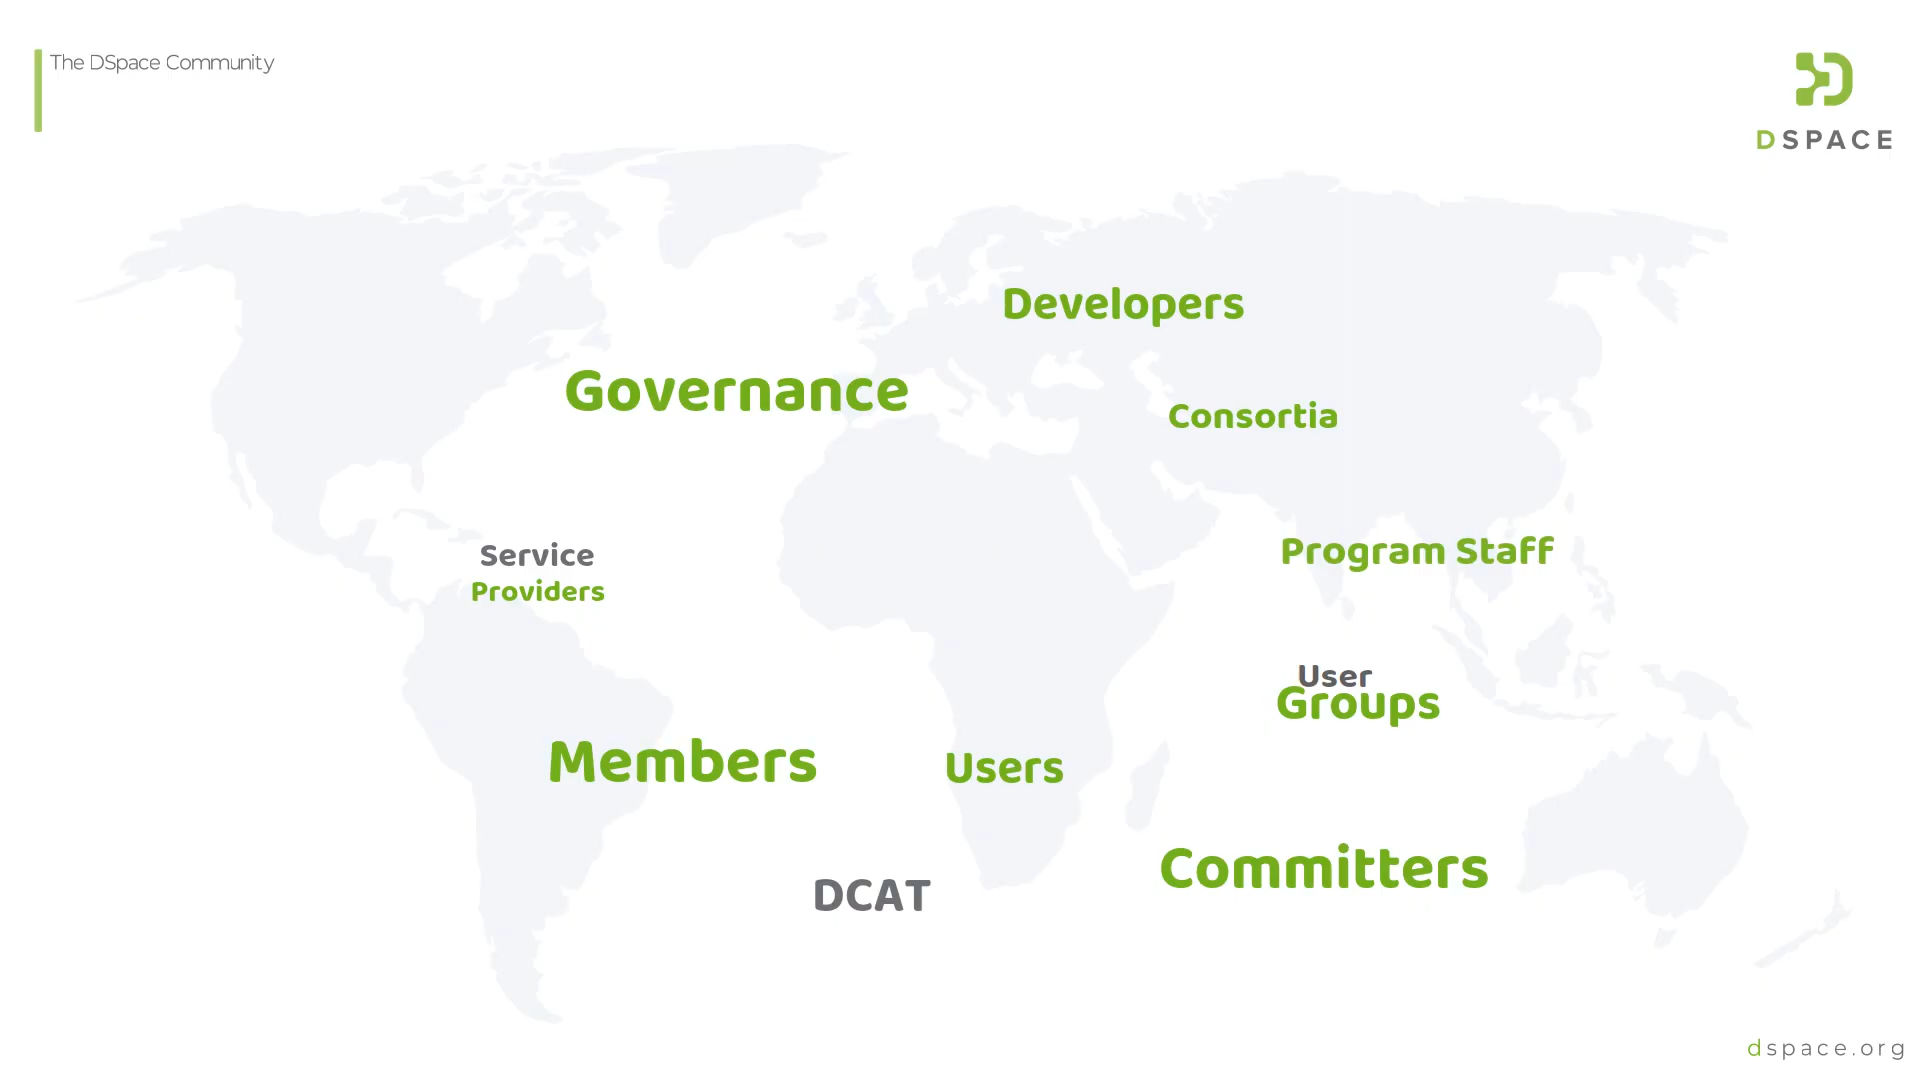 The DSpace Community
DSPACE
Developers
Governance
Consortia
Service
Providers
Program Staff
User
Groups
Members
Users
Committers
DCAT
dspace.org